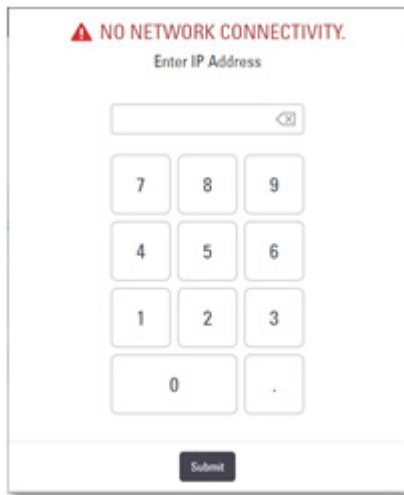 NO NETWORK CONNECTIVITY.
Enter IP Address
7 8 9
4 5 6
1 2 3
0 .
Submit